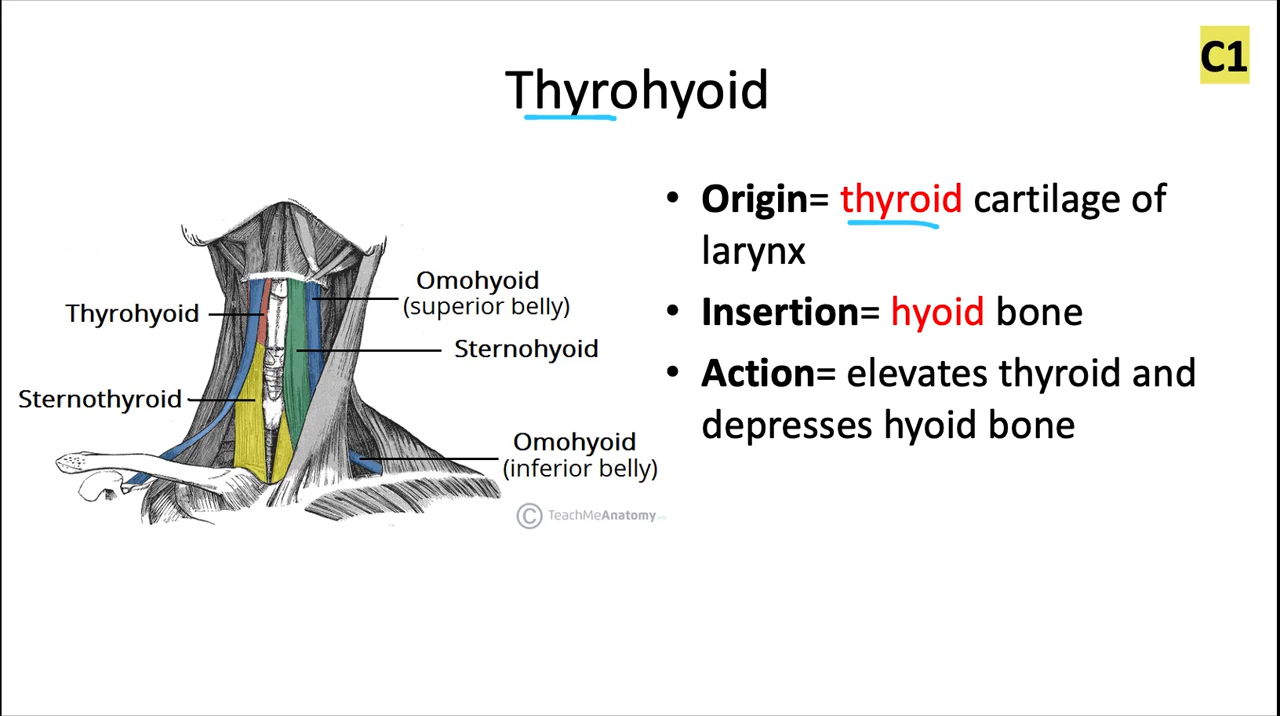 C1
Thyrohyoid
• Origin= thyroid cartilage of
larynx
• Insertion= hyoid bone
• Action= elevates thyroid and
depresses hyoid bone
Omohyoid
(superior belly)
Thyrohyoid
Sternohyoid
Sternothyroid
Omohyoid
(inferior belly)
© TeachMeAnatomy